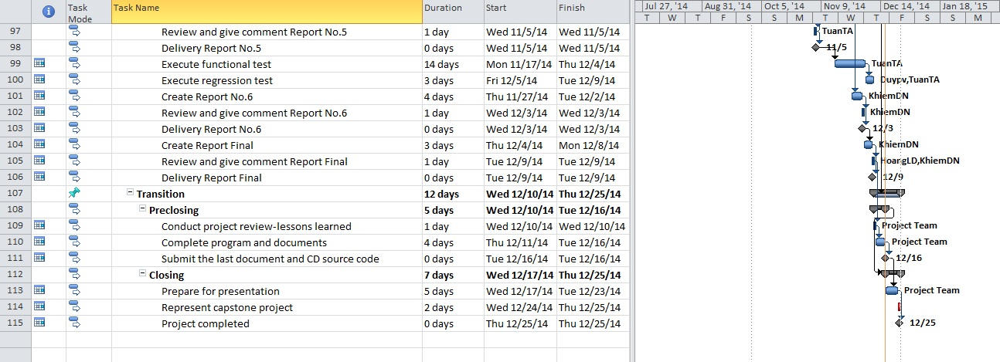 Task Mode Task Name Duration Start Finish Jul 27, '14 Aug 31, '14 Oct 5, '14 Nov 9, '14 Dec 14, '14 Jan 18, '15
T W T F S S M T W T F S S
97 Review and give comment Report No.5 1 day Wed 11/5/14 Wed 11/5/14 TuanTA
98 Delivery Report No.5 0 days Wed 11/5/14 Wed 11/5/14 11/5
99 Execute functional test 14 days Mon 11/17/14 Thu 12/4/14 TuanTA
100 Execute regression test 3 days Fri 12/5/14 Tue 12/9/14 Duypv,TuanTA
101 Create Report No.6 4 days Thu 11/27/14 Tue 12/2/14 KhiemDN
102 Review and give comment Report No.6 1 day Wed 12/3/14 Wed 12/3/14 KhiemDN
103 Delivery Report No.6 0 days Wed 12/3/14 Wed 12/3/14 12/3
104 Create Report Final 3 days Thu 12/4/14 Mon 12/8/14 KhiemDN
105 Review and give comment Report Final 1 day Tue 12/9/14 Tue 12/9/14 HoangLD,KhiemDN
106 Delivery Report Final 0 days Tue 12/9/14 Tue 12/9/14 12/9
107 Transition 12 days Wed 12/10/14 Thu 12/25/14
108 Preclosing 5 days Wed 12/10/14 Tue 12/16/14
109 Conduct project review-lessons learned 1 day Wed 12/10/14 Wed 12/10/14 Project Team
110 Complete program and documents 4 days Thu 12/11/14 Tue 12/16/14 Project Team
111 Submit the last document and CD source code 0 days Tue 12/16/14 Tue 12/16/14 12/16
112 Closing 7 days Wed 12/17/14 Thu 12/25/14
113 Prepare for presentation 5 days Wed 12/17/14 Tue 12/23/14 Project Team
114 Represent capstone project 2 days Wed 12/24/14 Thu 12/25/14
115 Project completed 0 days Thu 12/25/14 Thu 12/25/14 12/25